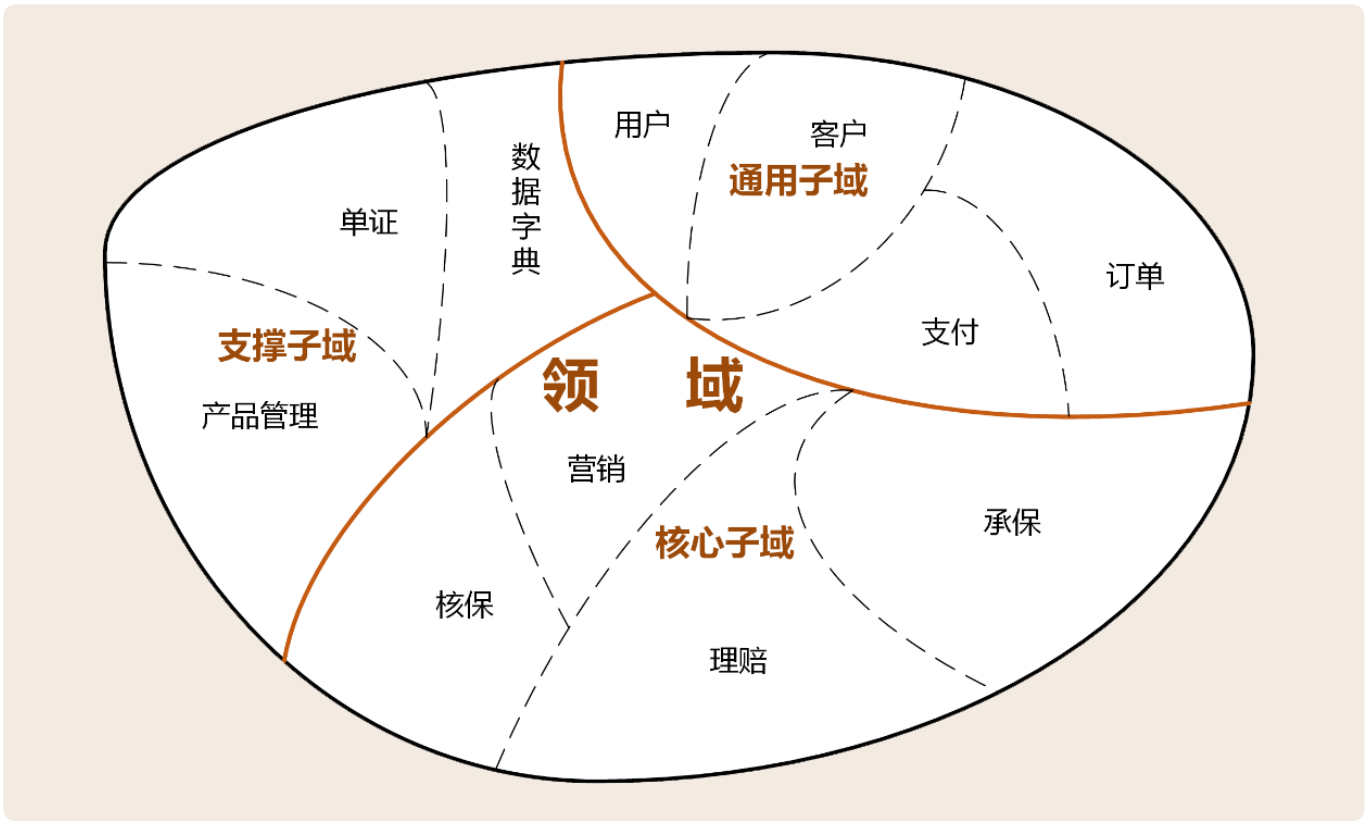 用户
客户
通用子域
数据字典
单证
订单
支付
支撑子域
产品管理
领 域
营销
核心子域
承保
核保
理赔